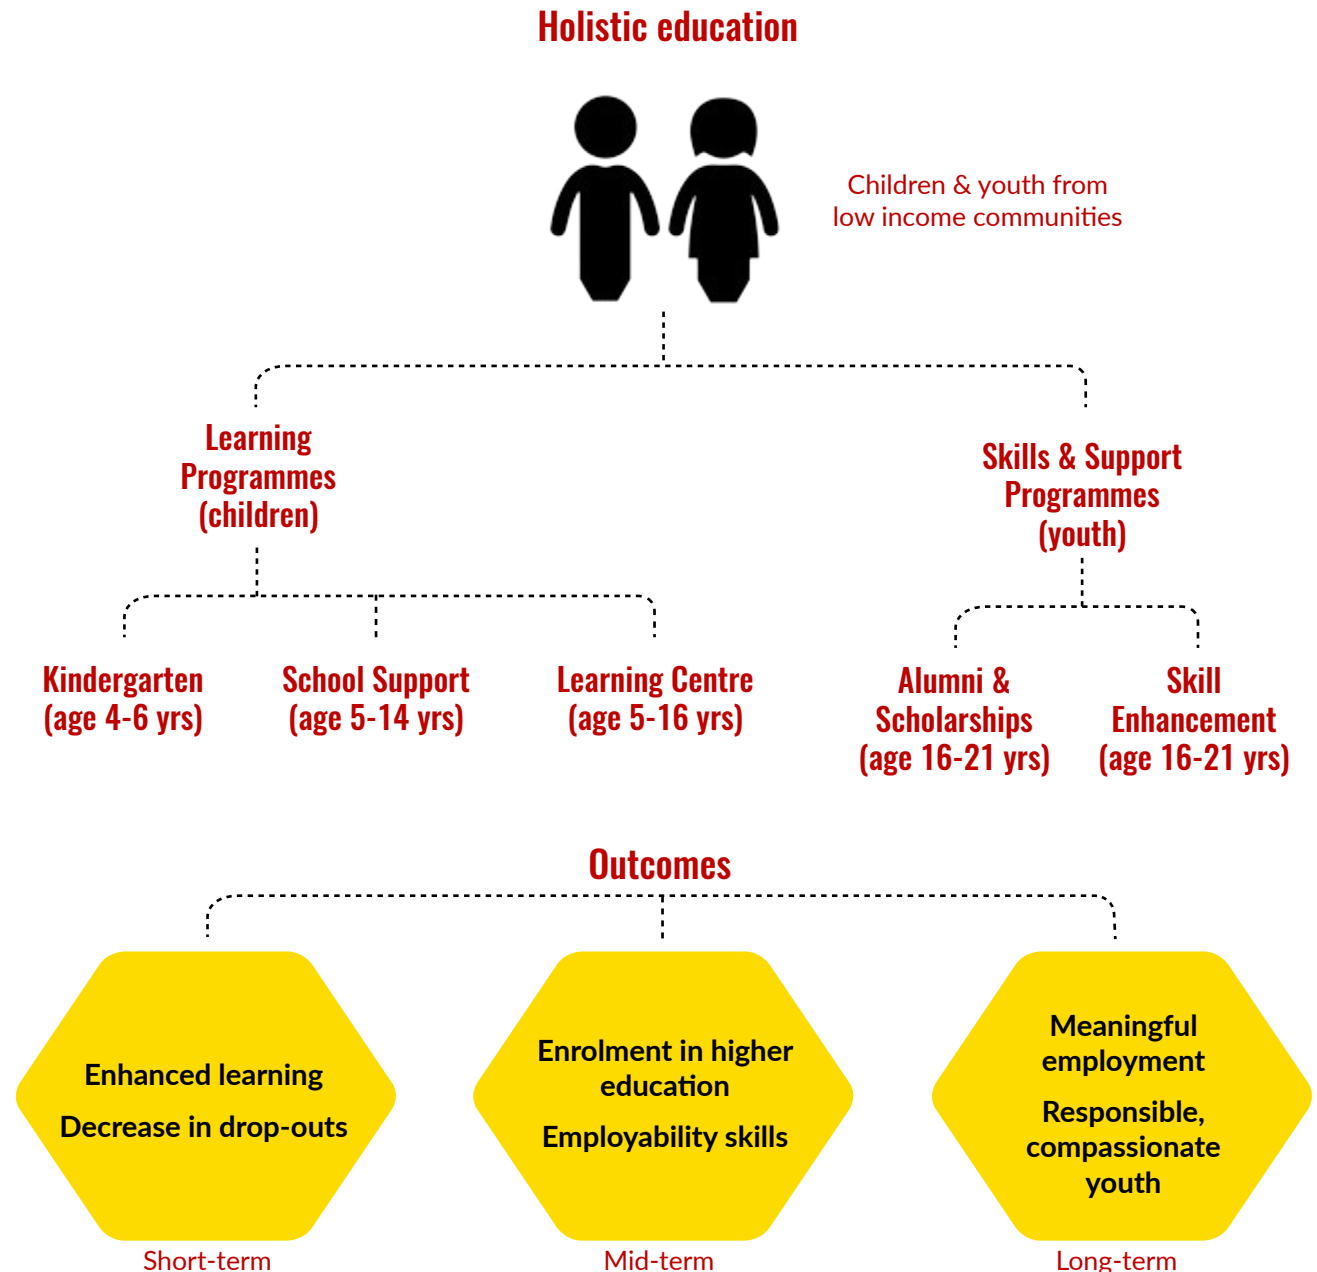 Holistic education
Children & youth from
low income communities
Learning
Programmes
(children)
Skills & Support
Programmes
(youth)
Kindergarten
(age 4-6 yrs)
School Support
(age 5-14 yrs)
Learning Centre
(age 5-16 yrs)
Alumni &
Scholarships
(age 16-21 yrs)
Skill
Enhancement
(age 16-21 yrs)
Outcomes
Enhanced learning
Decrease in drop-outs
Short-term
Enrolment in higher
education
Employability skills
Mid-term
Meaningful
employment
Responsible,
compassionate
youth
Long-term